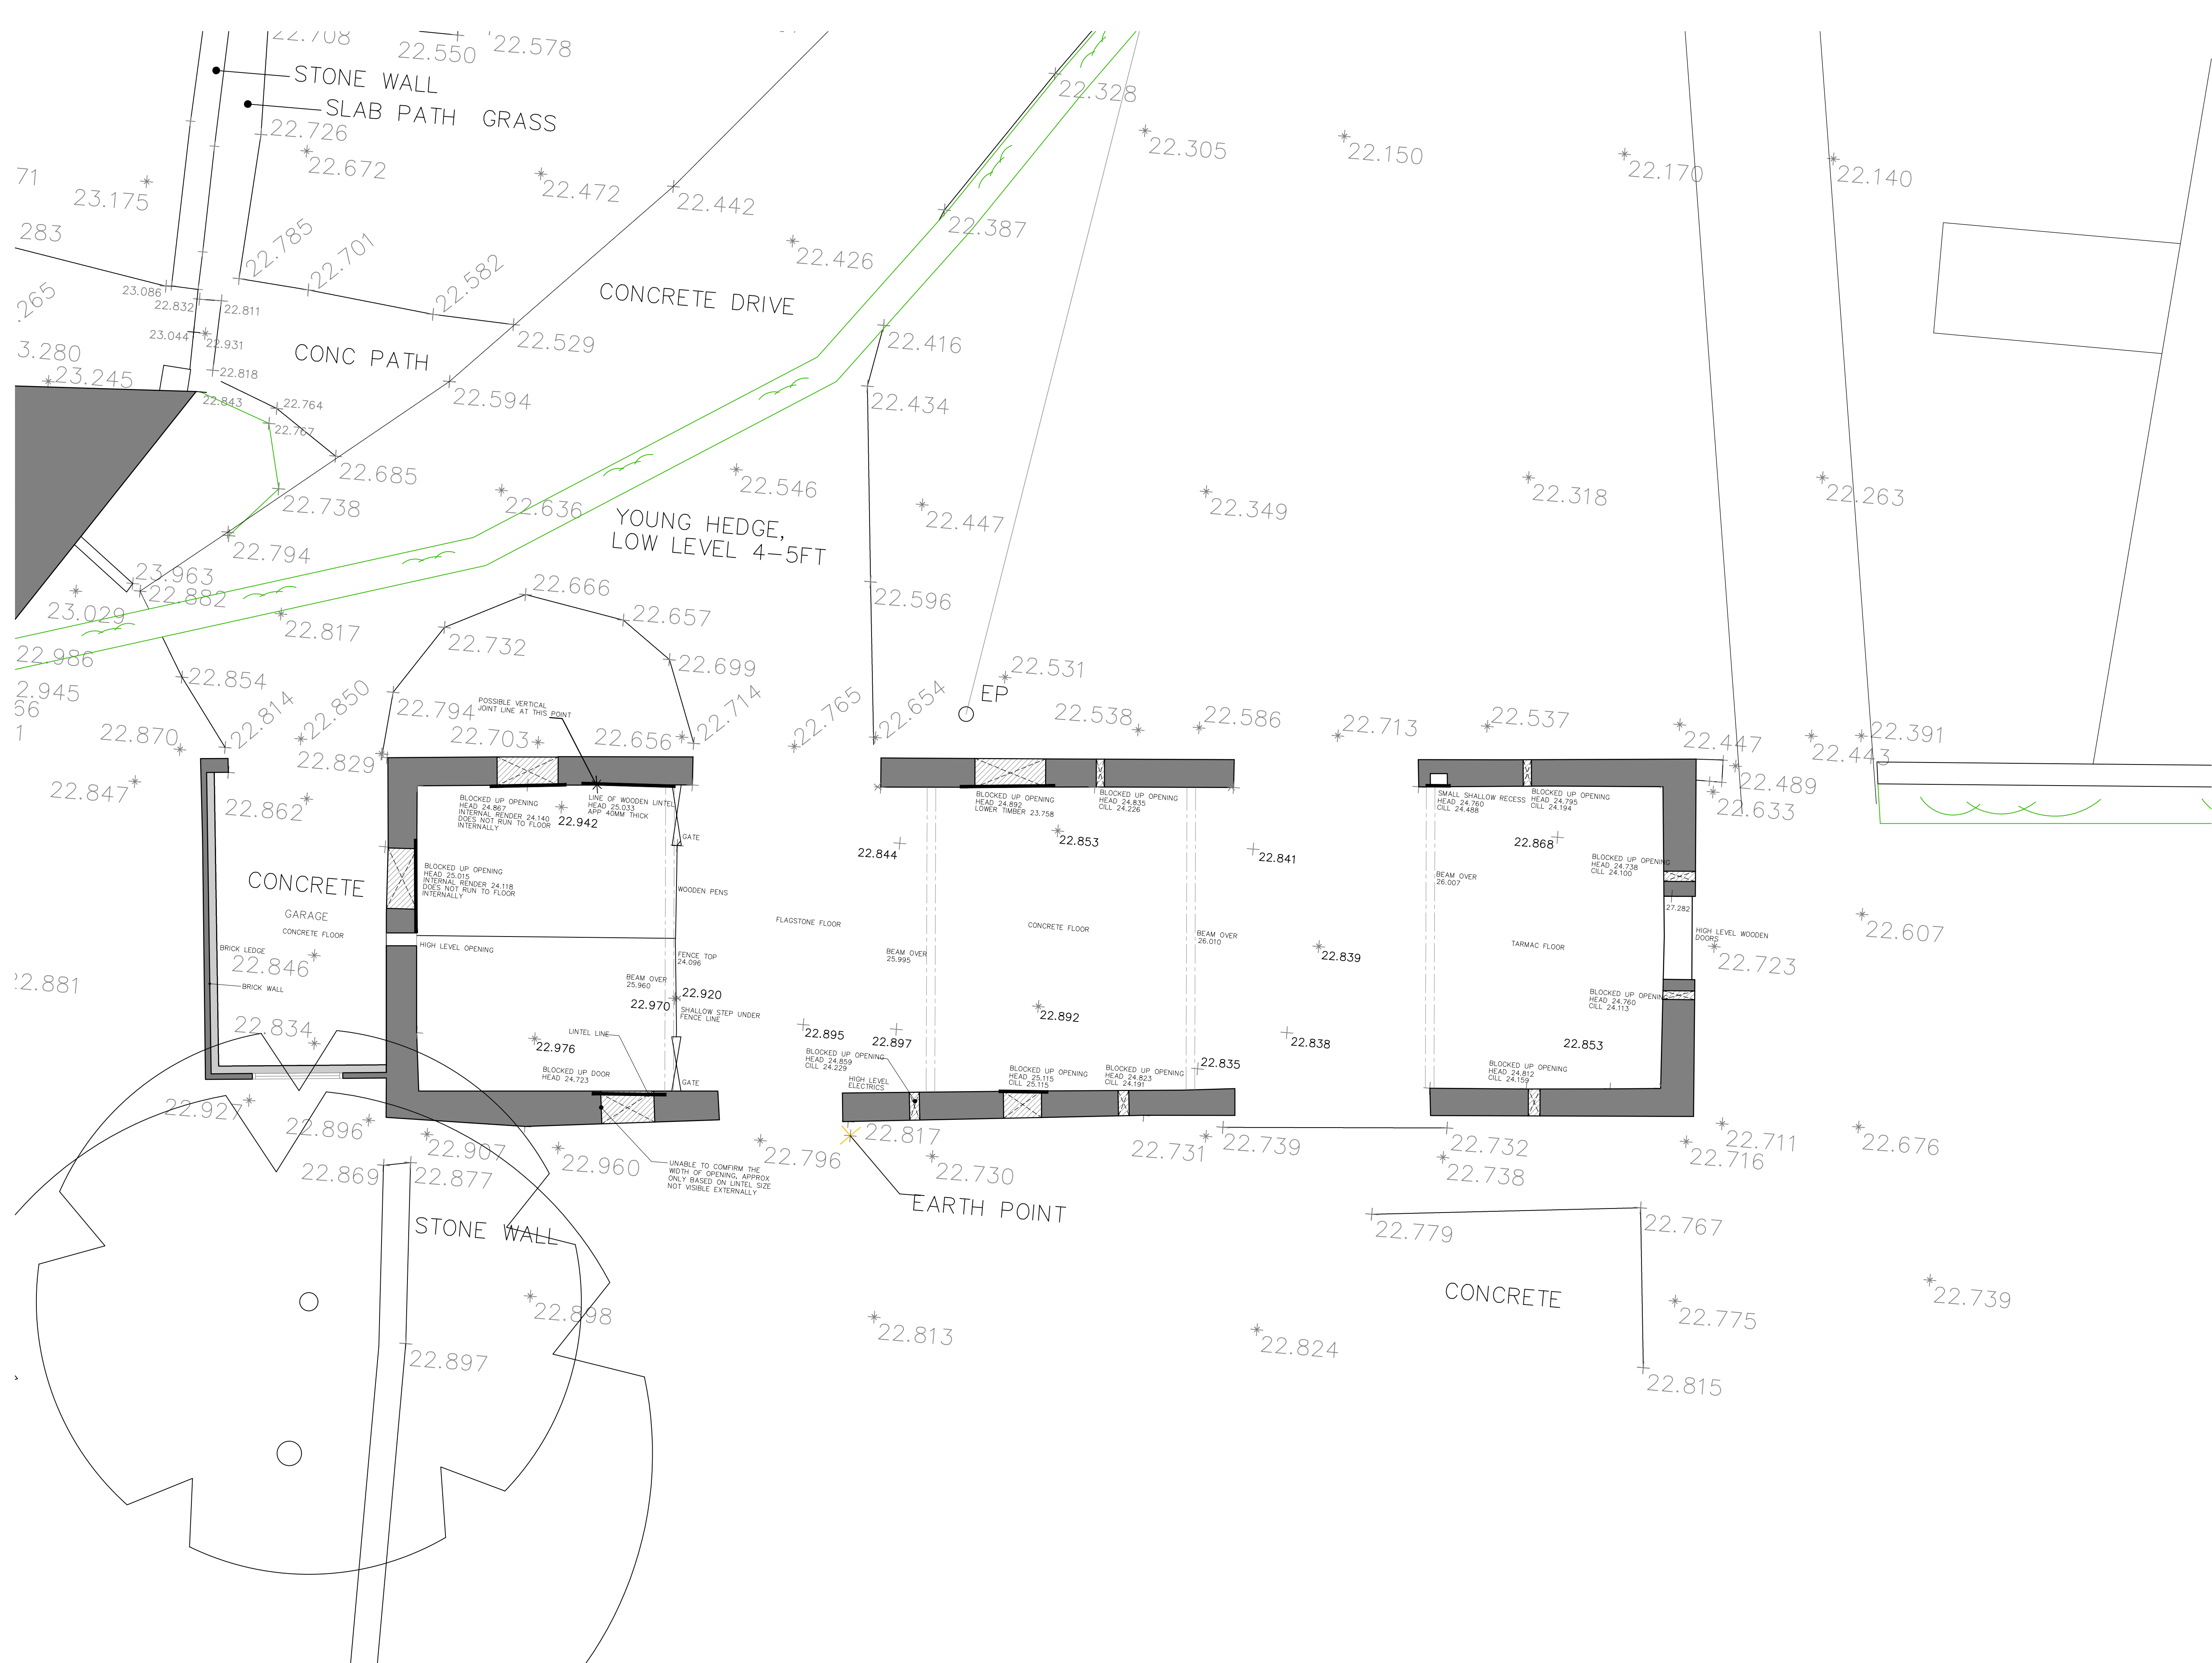 22.708
22.550
22.578
STONE WALL
SLAB PATH GRASS
22.726
22.672
71
23.175
22.472
22.442
22.328
22.305
22.150
22.170
22.140
283
22.785
22.701
22.582
22.387
22.426
23.086
22.832
22.811
CONCRETE DRIVE
.265
23.044
22.931
CONC PATH
22.529
22.416
3.280
23.245
22.818
22.843
22.764
22.767
22.594
22.434
22.685
22.738
22.636
22.546
22.447
22.349
22.318
22.263
YOUNG HEDGE,
LOW LEVEL 4-5FT
22.794
23.963
22.882
23.029
22.817
22.666
22.657
22.596
22.986
22.732
22.699
22.854
22.531
2.945
56
1
EP
22.870
22.814
22.850
22.794
POSSIBLE VERTICAL
JOINT LINE AT THIS POINT
22.714
22.765
22.654
22.538
22.586
22.713
22.537
22.447
22.443
22.391
22.829
22.703
22.656
22.847
22.862
22.489
22.633
BLOCKED UP OPENING
HEAD 24.867
INTERNAL RENDER 24.140
DOES NOT RUN TO FLOOR
INTERNALLY
22.942
LINE OF WOODEN LINTEL
HEAD 25.033
APP 40MM THICK
GATE
BLOCKED UP OPENING
HEAD 24.892
LOWER TIMBER 23.758
BLOCKED UP OPENING
HEAD 24.835
CILL 24.226
SMALL SHALLOW RECESS
HEAD 24.760
CILL 24.488
BLOCKED UP OPENING
HEAD 24.795
CILL 24.194
22.844
22.853
22.841
22.868
BLOCKED UP OPENING
HEAD 24.738
CILL 24.100
CONCRETE
GARAGE
CONCRETE FLOOR
BLOCKED UP OPENING
HEAD 25.015
INTERNAL RENDER 24.118
DOES NOT RUN TO FLOOR
INTERNALLY
WOODEN PENS
BEAM OVER
26.007
27.282
22.607
FLAGSTONE FLOOR
CONCRETE FLOOR
BEAM OVER
26.010
HIGH LEVEL WOODEN
DOORS
BRICK LEDGE
22.846
HIGH LEVEL OPENING
FENCE TOP
24.096
BEAM OVER
25.995
22.839
TARMAC FLOOR
22.723
22.881
BRICK WALL
BEAM OVER
25.960
22.970
22.920
SHALLOW STEP UNDER
FENCE LINE
22.892
BLOCKED UP OPENING
HEAD 24.760
CILL 24.113
22.834
LINTEL LINE
22.976
22.895
22.897
22.838
22.853
BLOCKED UP OPENING
HEAD 24.859
CILL 24.229
22.835
BLOCKED UP DOOR
HEAD 24.723
GATE
HIGH LEVEL
ELECTRICS
BLOCKED UP OPENING
HEAD 25.115
CILL 25.115
BLOCKED UP OPENING
HEAD 24.823
CILL 24.191
BLOCKED UP OPENING
HEAD 24.812
CILL 24.159
22.927
22.896
22.907
22.960
22.796
22.817
22.731
22.739
22.732
22.711
22.716
22.676
22.869
22.877
UNABLE TO COMFIRM THE
WIDTH OF OPENING, APPROX
ONLY BASED ON LINTEL SIZE
NOT VISIBLE EXTERNALLY
22.730
22.738
EARTH POINT
STONE WALL
22.779
22.767
CONCRETE
22.898
22.813
22.824
22.775
22.739
22.897
22.815